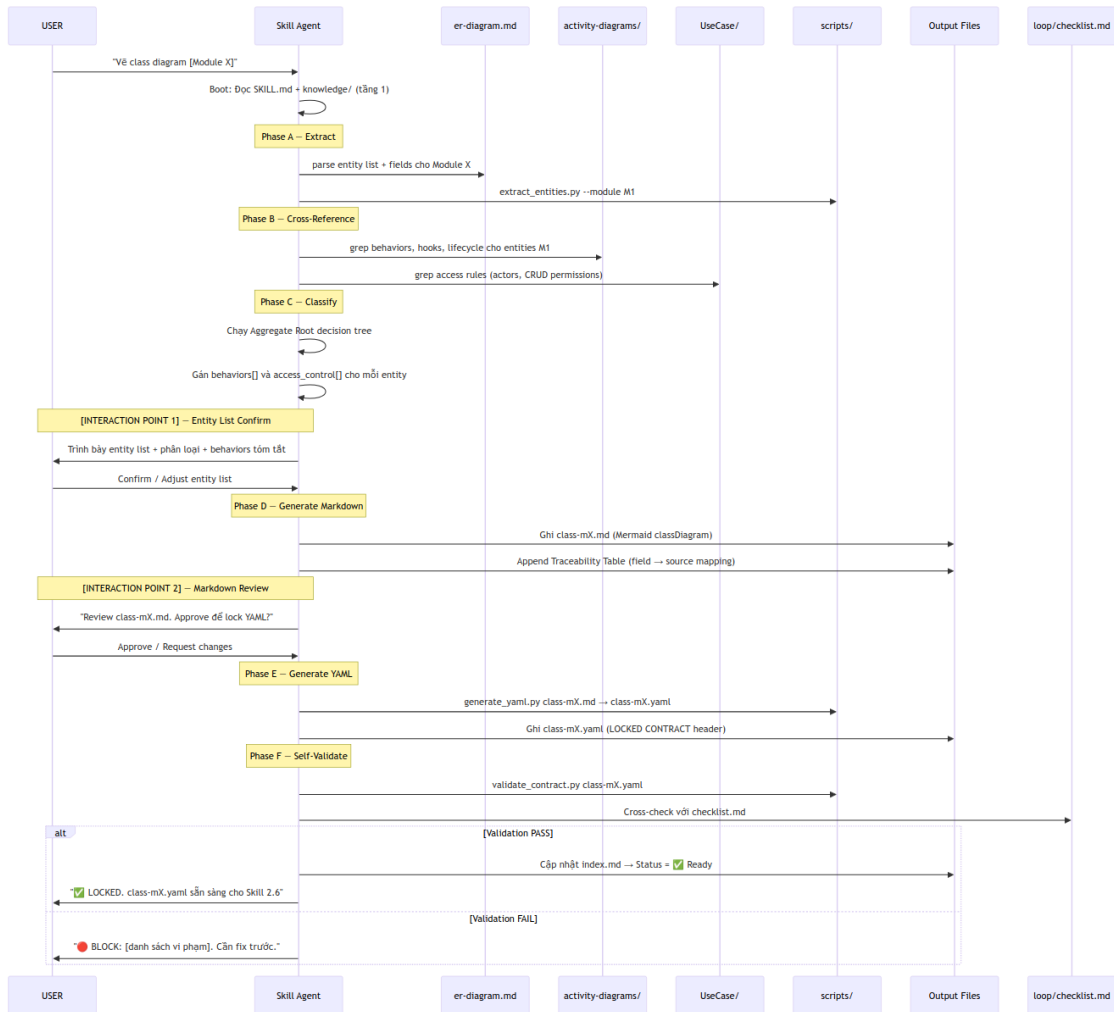 USER
Skill Agent
er-diagram.md
activity-diagrams/
UseCase/
scripts/
Output Files
loop/checklist.md
"Vẽ class diagram [Module X]"
Boot: Đọc SKILL.md + knowledge/ (tầng 1)
Phase A — Extract
parse entity list + fields cho Module X
extract_entities.py --module M1
Phase B — Cross-Reference
grep behaviors, hooks, lifecycle cho entities M1
grep access rules (actors, CRUD permissions)
Phase C — Classify
Chạy Aggregate Root decision tree
Gán behaviors[] và access_control[] cho mỗi entity
[INTERACTION POINT 1] — Entity List Confirm
Trình bày entity list + phân loại + behaviors tóm tắt
Confirm / Adjust entity list
Phase D — Generate Markdown
Ghi class-mX.md (Mermaid classDiagram)
Append Traceability Table (field → source mapping)
[INTERACTION POINT 2] — Markdown Review
"Review class-mX.md. Approve để lock YAML?"
Approve / Request changes
Phase E — Generate YAML
generate_yaml.py class-mX.md → class-mX.yaml
Ghi class-mX.yaml (LOCKED CONTRACT header)
Phase F — Self-Validate
validate_contract.py class-mX.yaml
Cross-check với checklist.md
alt
[Validation PASS]
Cập nhật index.md → Status = ✅ Ready
"✅ LOCKED. class-mX.yaml sẵn sàng cho Skill 2.6"
[Validation FAIL]
"🔴 BLOCK: [danh sách vi phạm]. Cần fix trước."
USER
Skill Agent
er-diagram.md
activity-diagrams/
UseCase/
scripts/
Output Files
loop/checklist.md